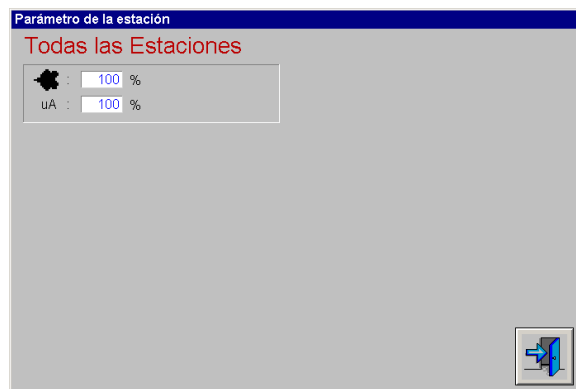 Parámetro de la estación
Todas las Estaciones
: 100 %
uA : 100 %